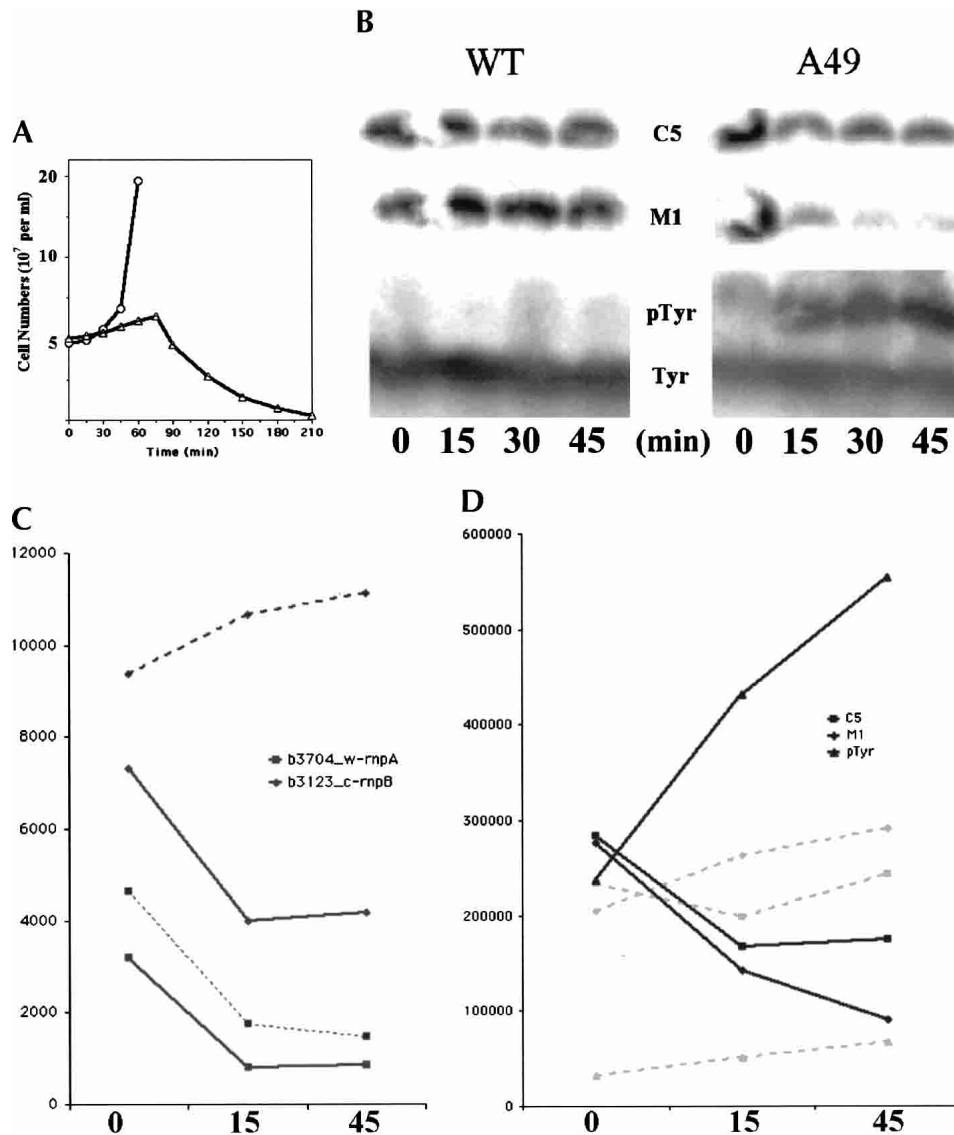 B
WT
A49
C5
M1
pTyr
Tyr
0 15 30 45 (min) 0 15 30 45
A
Cell Numbers (10⁷ per ml)
20
10
5
0 15 30 45 60 75 90 120 150 180 210
Time (min)
C
12000
10000
8000
6000
4000
2000
0
b3704_w-rnpA
b3123_c-rnpB
0 15 45
D
600000
500000
400000
300000
200000
100000
0
C5
M1
pTyr
0 15 45